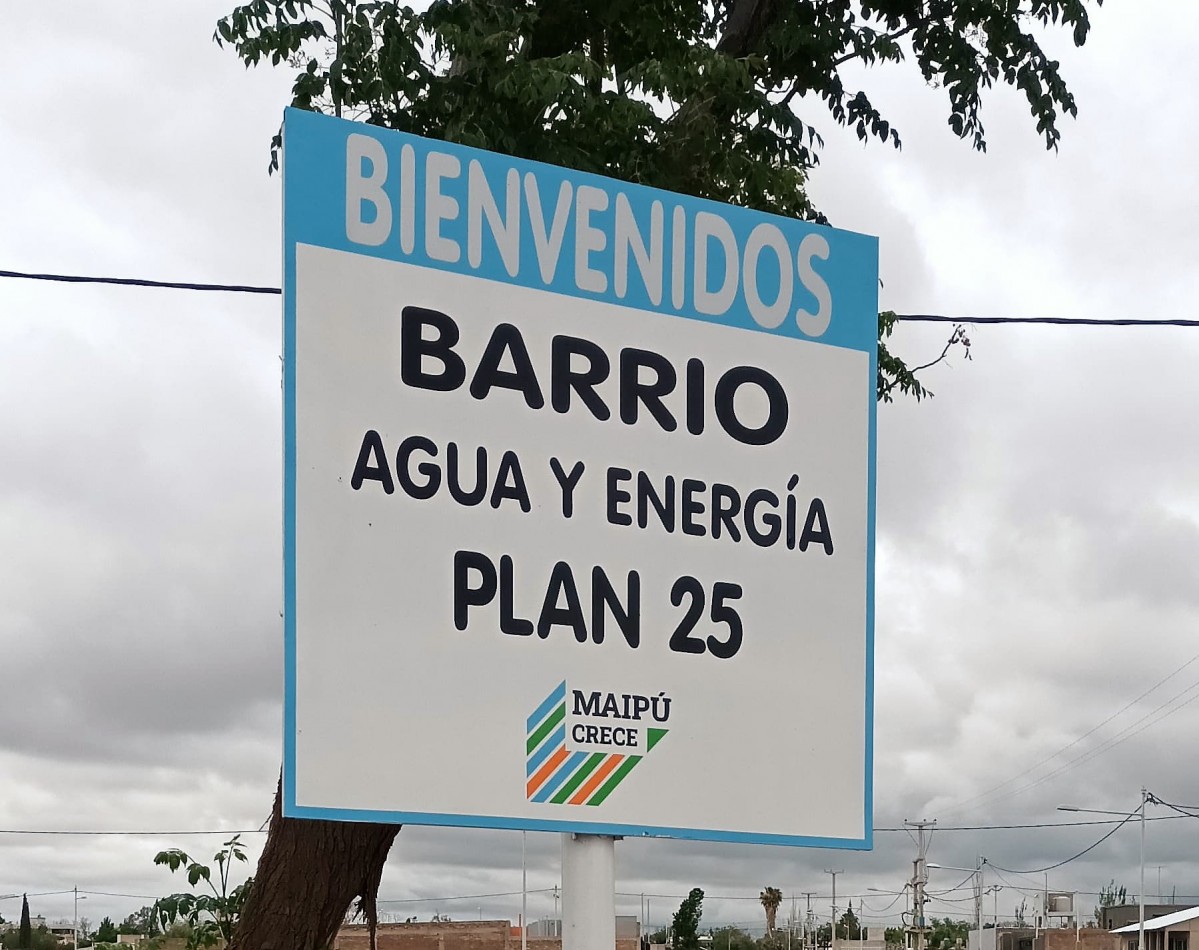 BIENVENIDOS
BARRIO
AGUA Y ENERGÍA
PLAN 25
MAIPÚ
CRECE